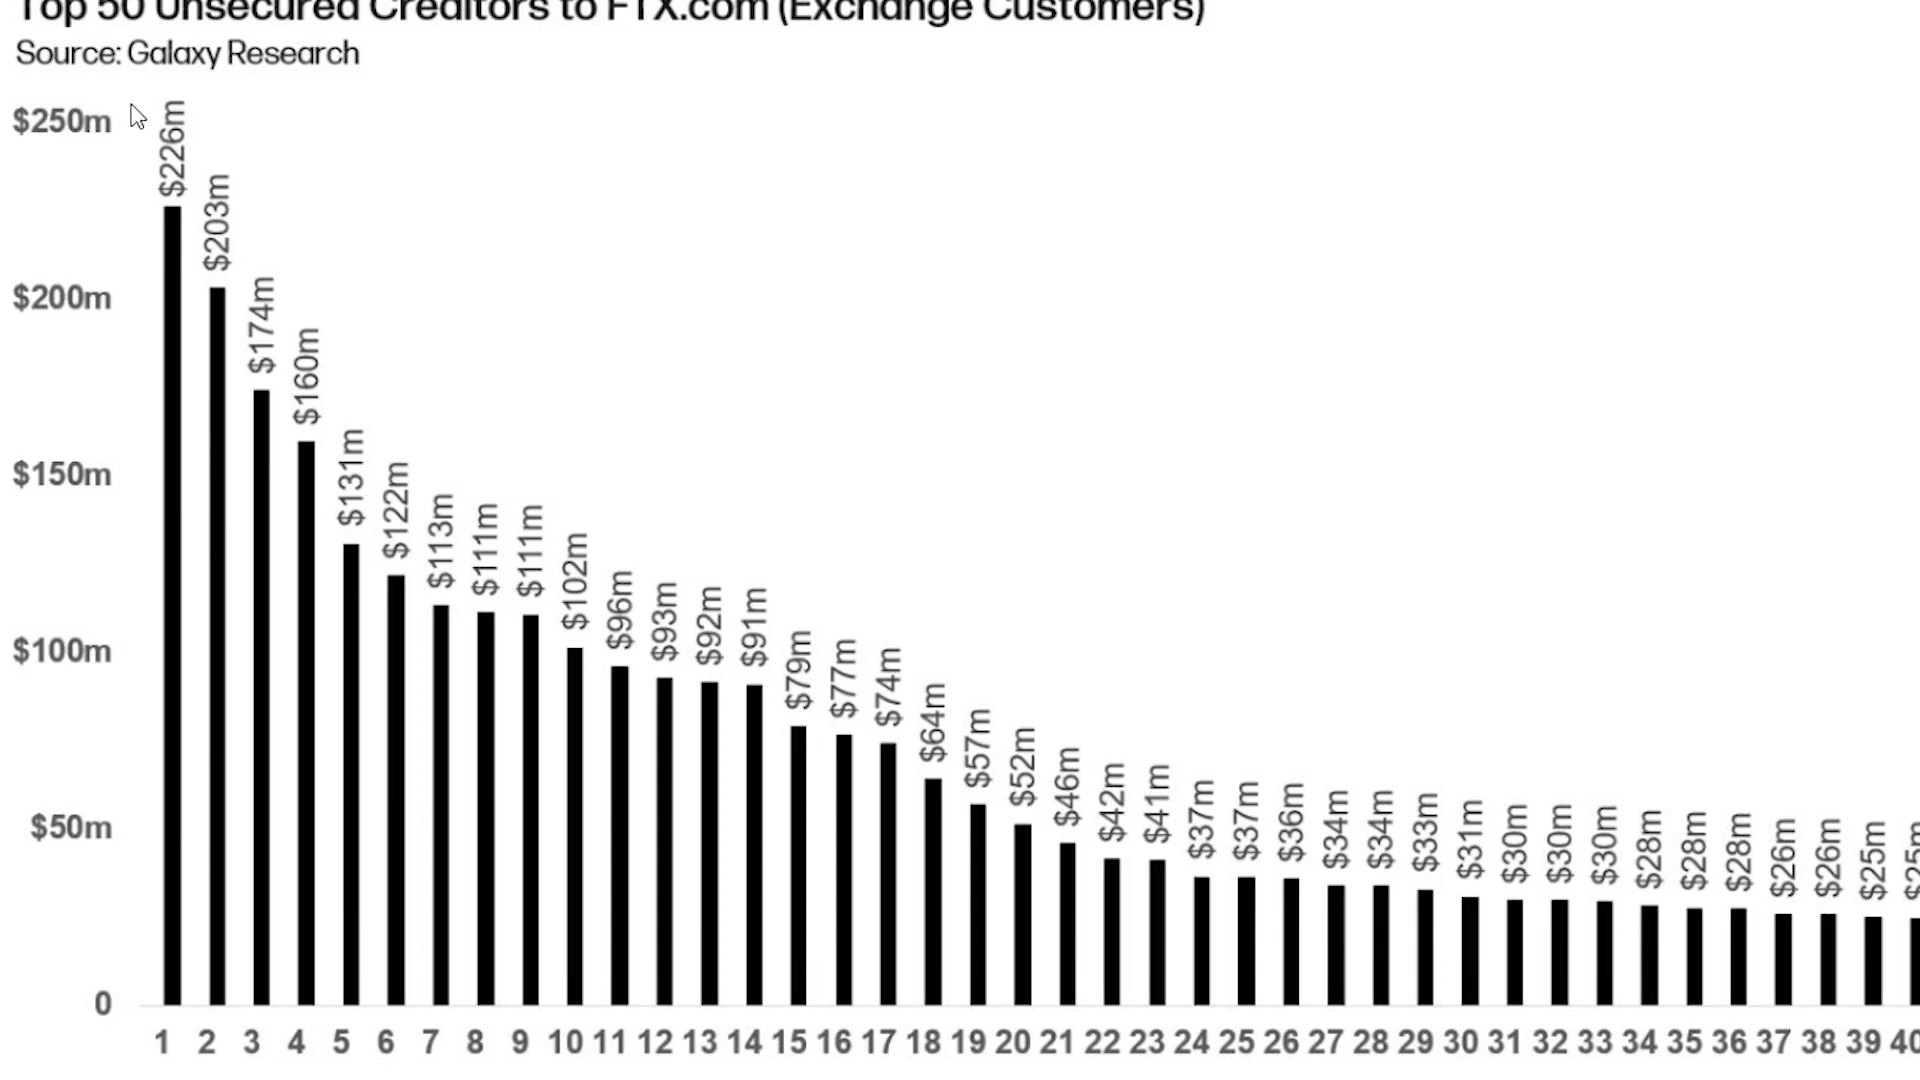 Top 50 Unsecured Creditors to FTX.com (Exchange Customers)
Source: Galaxy Research
$250m
$200m
$150m
$100m
$50m
0
$226m
$203m
$174m
$160m
$131m
$122m
$113m
$111m
$111m
$102m
$96m
$93m
$92m
$91m
$79m
$77m
$74m
$64m
$57m
$52m
$46m
$42m
$41m
$37m
$37m
$36m
$34m
$34m
$33m
$31m
$30m
$30m
$30m
$28m
$28m
$28m
$26m
$26m
$25m
$25m
1 2 3 4 5 6 7 8 9 10 11 12 13 14 15 16 17 18 19 20 21 22 23 24 25 26 27 28 29 30 31 32 33 34 35 36 37 38 39 40